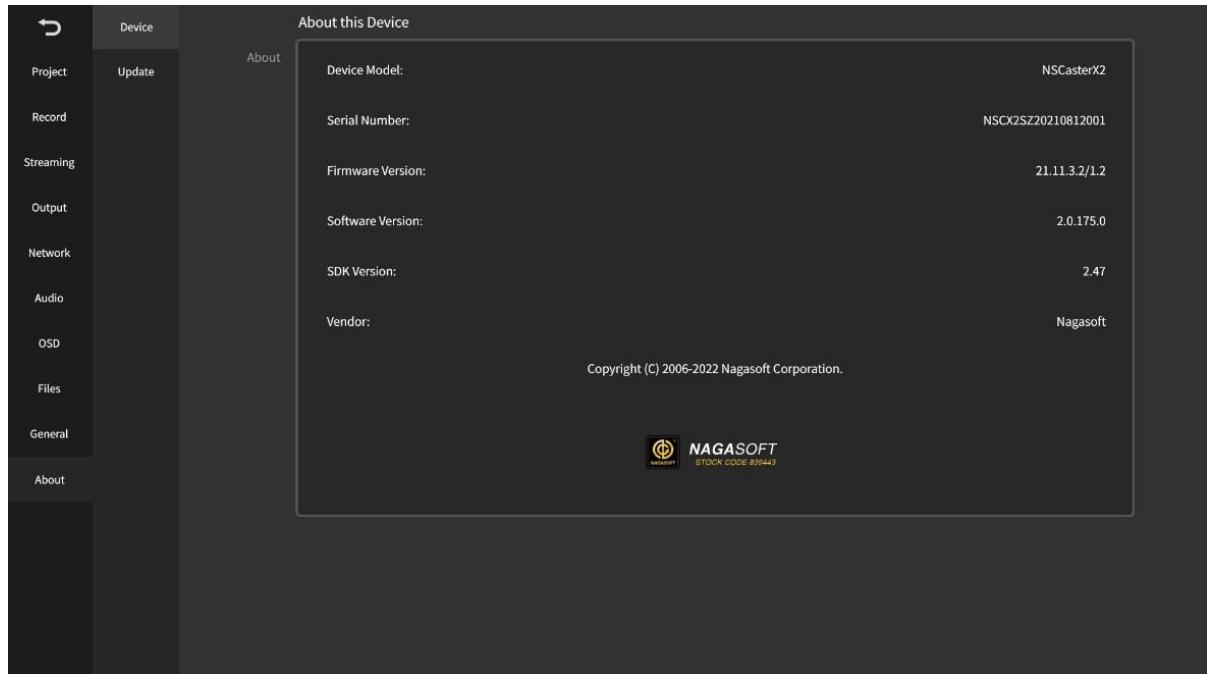 About this Device
Device
About
Project
Update
Device Model:
NSCasterX2
Record
Serial Number:
NSCX2SZ20210812001
Streaming
Firmware Version:
21.11.3.2/1.2
Output
Software Version:
2.0.175.0
Network
SDK Version:
2.47
Audio
Vendor:
Nagasoft
OSD
Copyright (C) 2006-2022 Nagasoft Corporation.
Files
General
NAGASOFT
NAGASOFT
STOCK CODE 839443
About